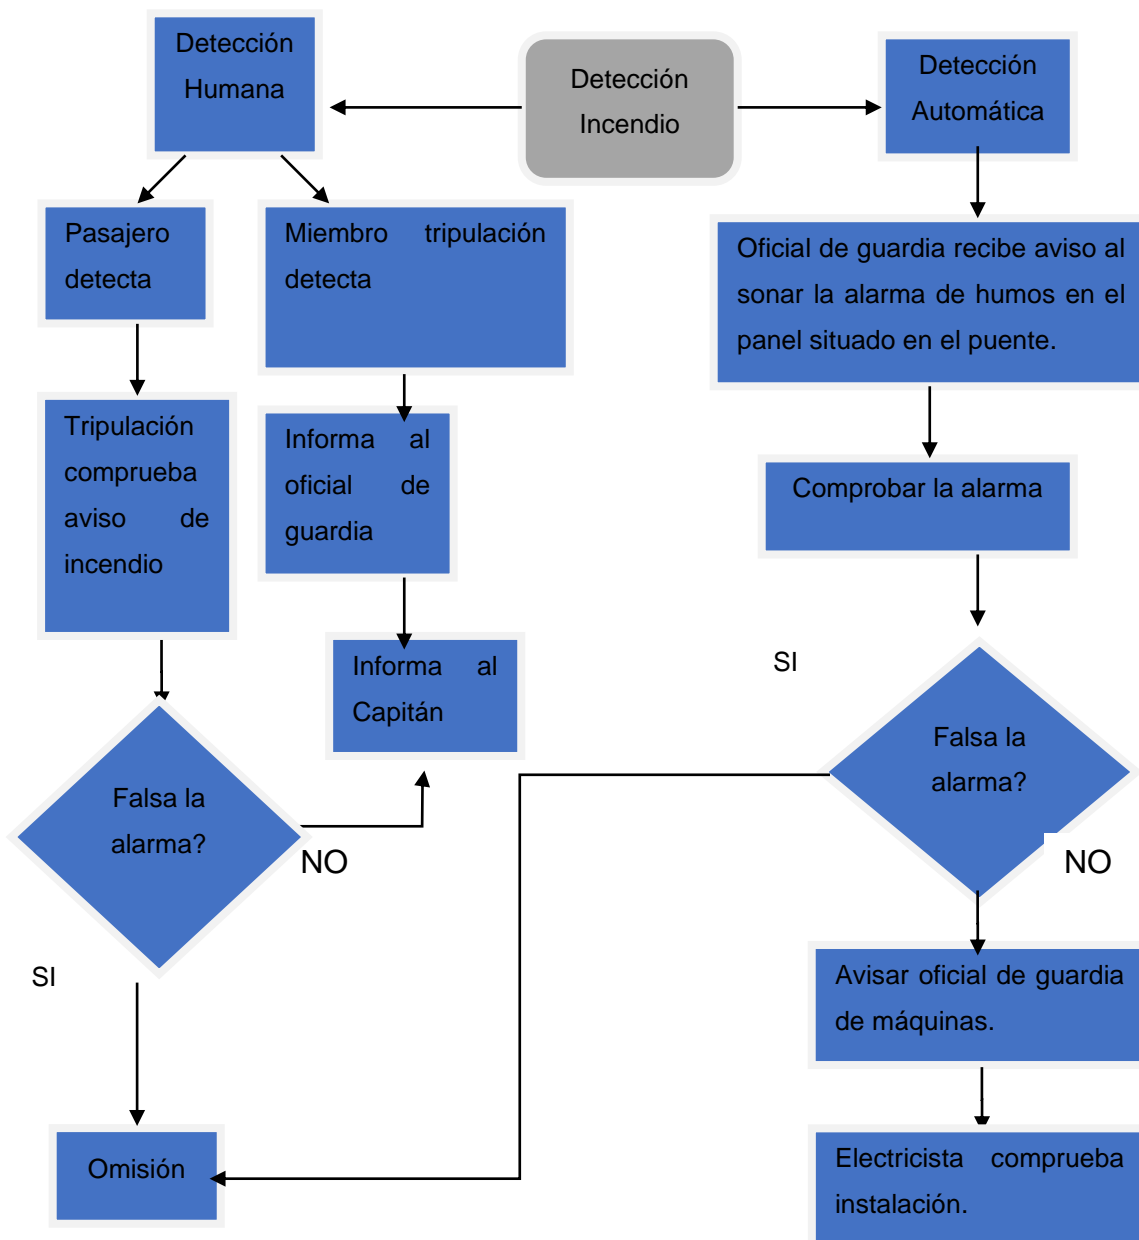 Detección
Humana
Detección
Incendio
Detección
Automática
Pasajero
detecta
Miembro tripulación
detecta
Oficial de guardia recibe aviso al
sonar la alarma de humos en el
panel situado en el puente.
Tripulación
comprueba
aviso de
incendio
Informa al
oficial de
guardia
Comprobar la alarma
Informa al
Capitán
SI
Falsa la
alarma?
NO
Falsa la
alarma?
NO
SI
Avisar oficial de guardia
de máquinas.
Omisión
Electricista comprueba
instalación.